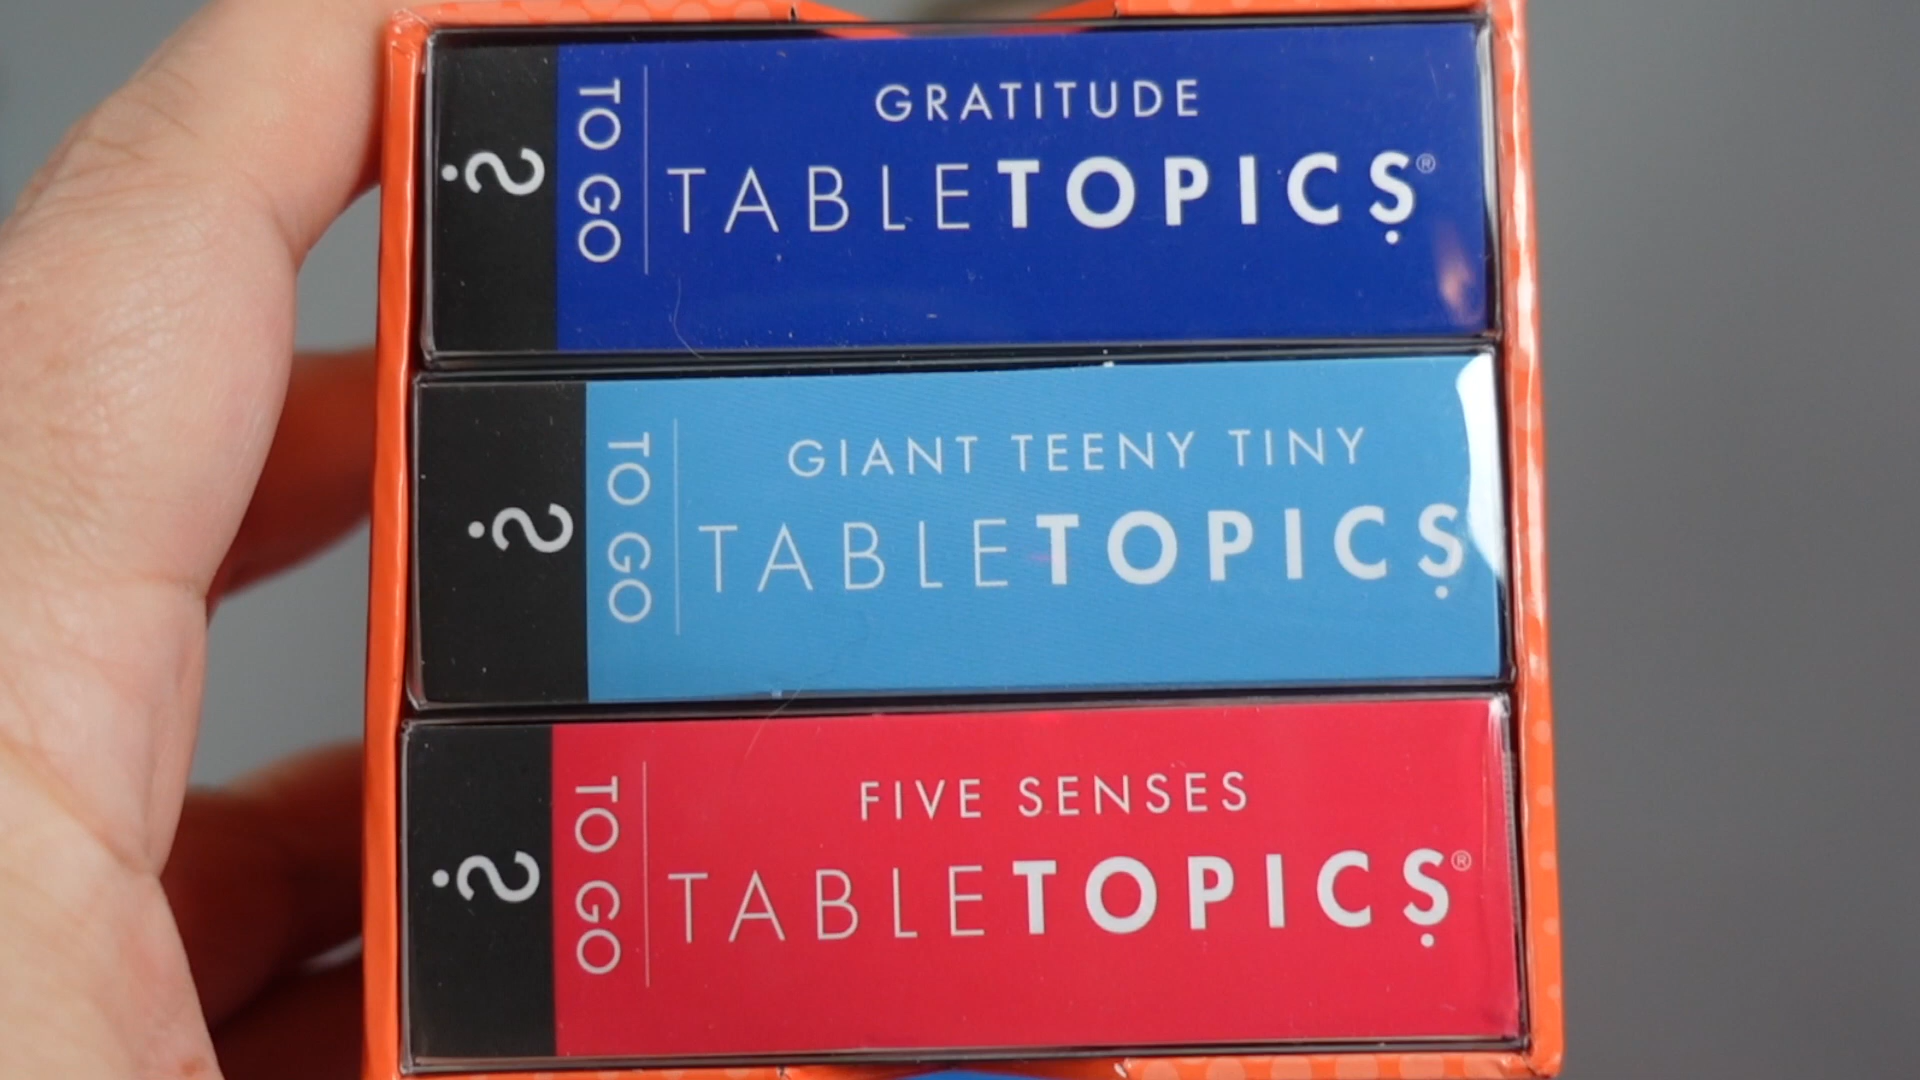 ?
TO GO
GRATITUDE
TABLETOPICS®
?
TO GO
GIANT TEENY TINY
TABLETOPICS
?
TO GO
FIVE SENSES
TABLETOPICS®